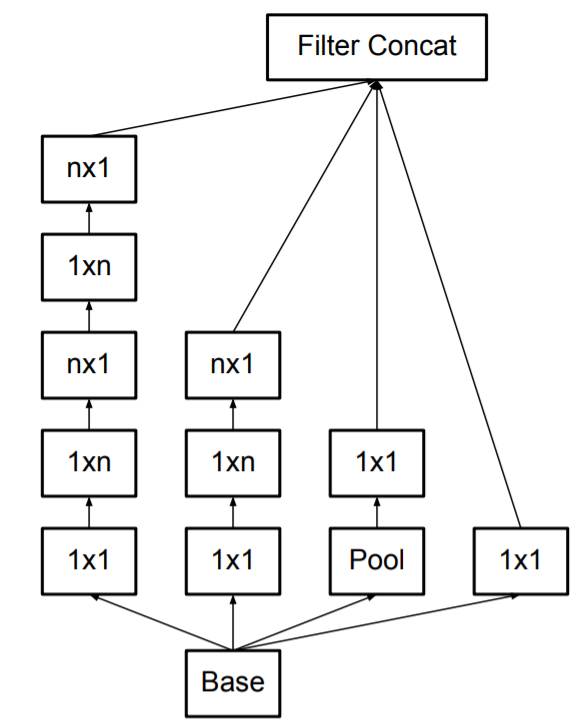 Filter Concat
nx1
1xn
nx1
nx1
1xn
1xn
1x1
1x1
1x1
Pool
1x1
Base